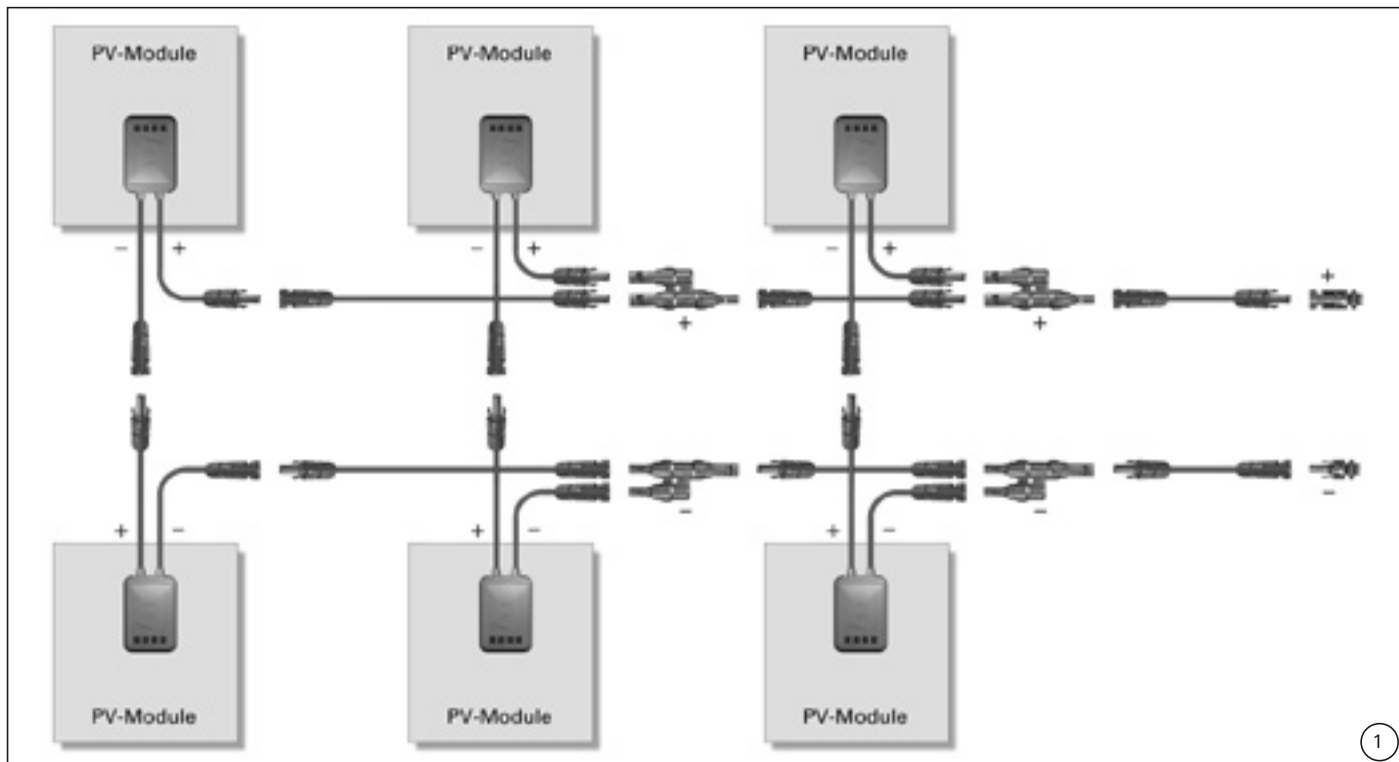 PV-Module PV-Module PV-Module
− + − + − +
+
+ +
− −
−
+ − + − + −
PV-Module PV-Module PV-Module
1